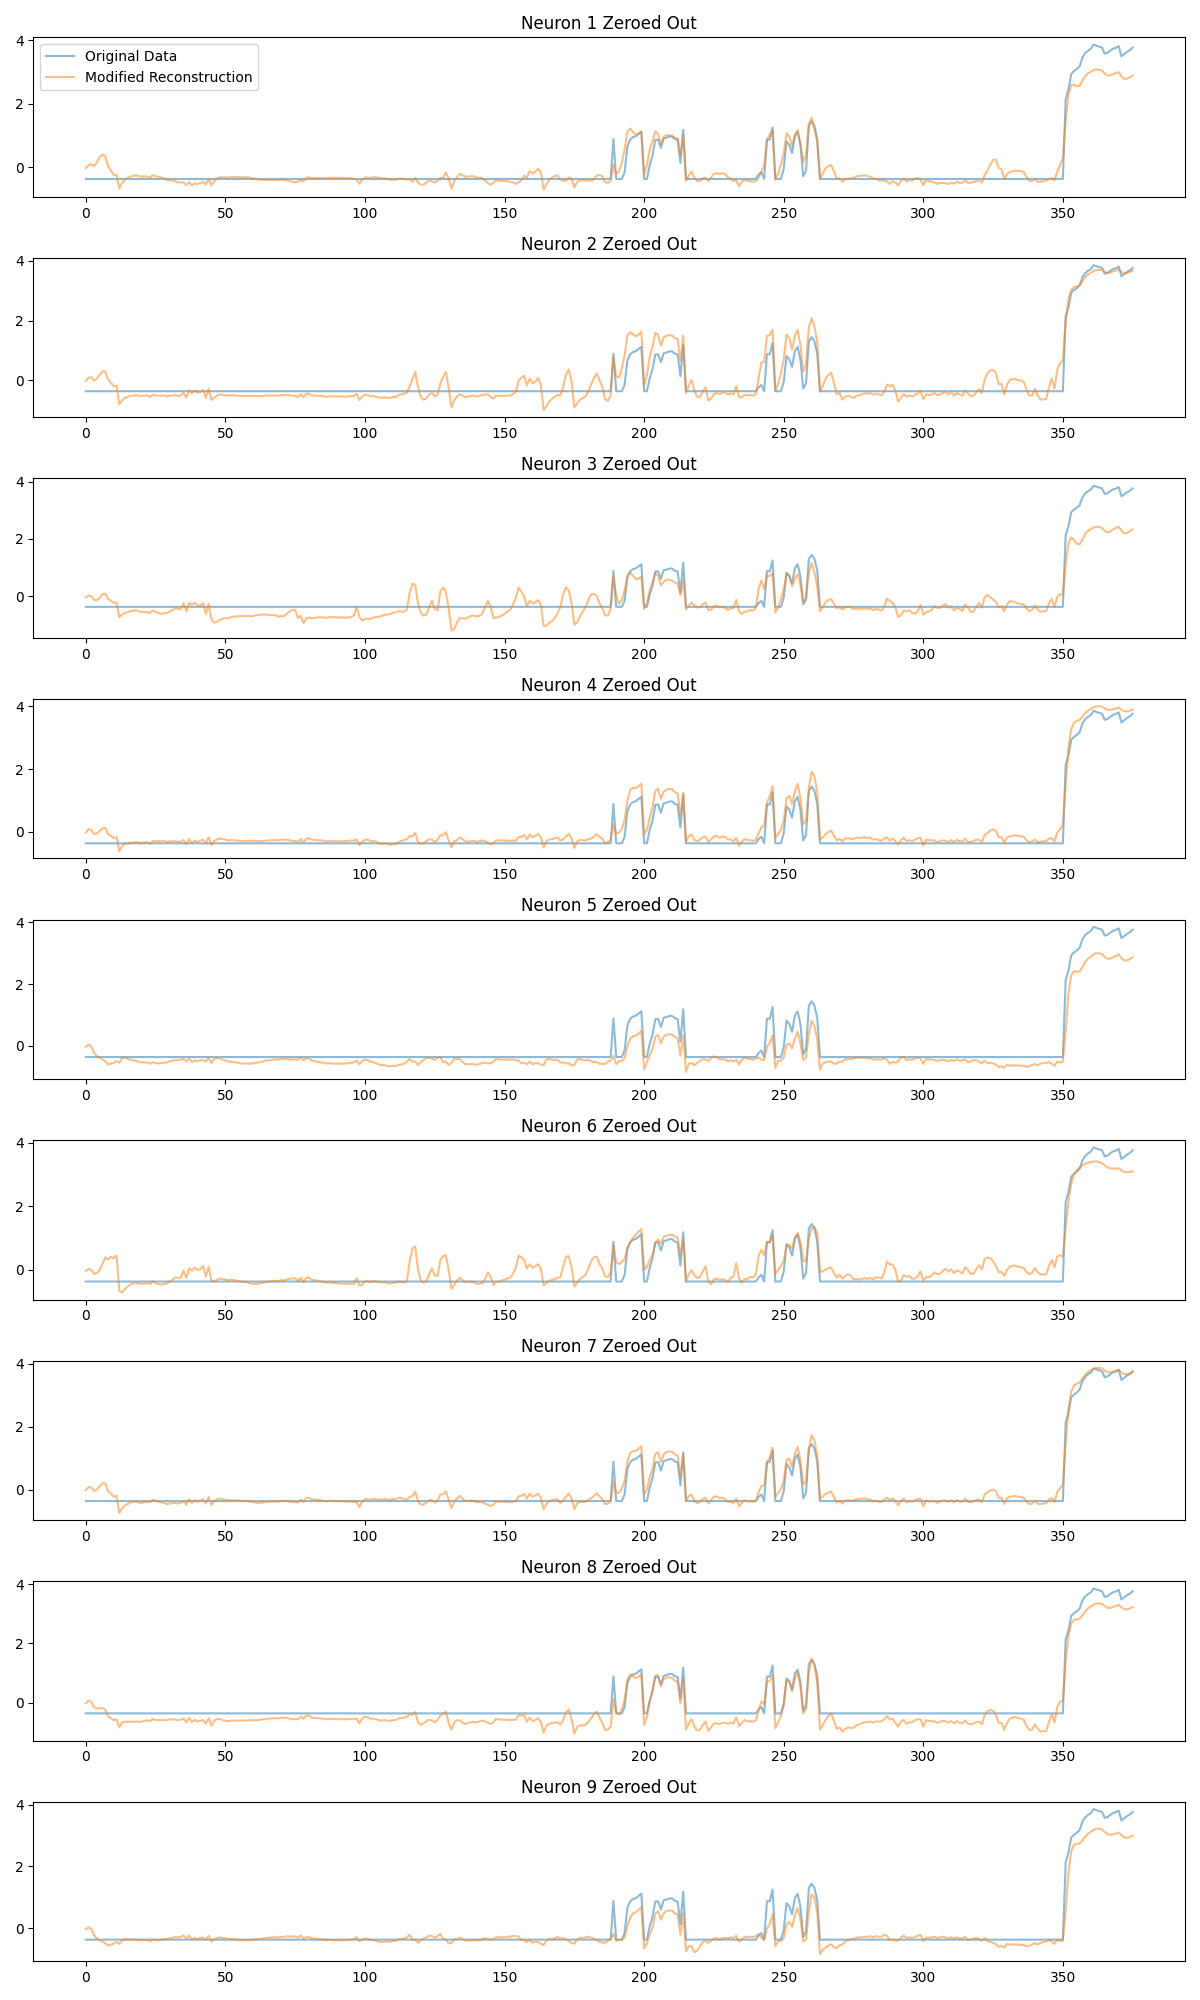 Neuron 1 Zeroed Out
Original Data
Modified Reconstruction
4
2
0
0 50 100 150 200 250 300 350
Neuron 2 Zeroed Out
4
2
0
0 50 100 150 200 250 300 350
Neuron 3 Zeroed Out
4
2
0
0 50 100 150 200 250 300 350
Neuron 4 Zeroed Out
4
2
0
0 50 100 150 200 250 300 350
Neuron 5 Zeroed Out
4
2
0
0 50 100 150 200 250 300 350
Neuron 6 Zeroed Out
4
2
0
0 50 100 150 200 250 300 350
Neuron 7 Zeroed Out
4
2
0
0 50 100 150 200 250 300 350
Neuron 8 Zeroed Out
4
2
0
0 50 100 150 200 250 300 350
Neuron 9 Zeroed Out
4
2
0
0 50 100 150 200 250 300 350